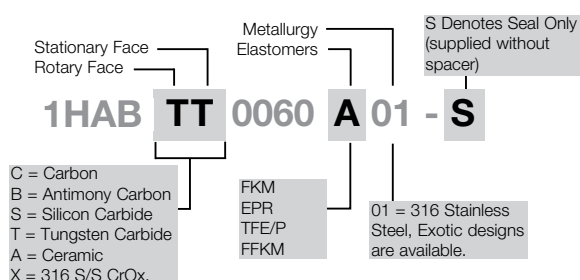 Metallurgy
Stationary Face
Elastomers
Rotary Face
S Denotes Seal Only
(supplied without
spacer)
1HAB TT 0060 A 01 - S
C = Carbon
B = Antimony Carbon
S = Silicon Carbide
T = Tungsten Carbide
A = Ceramic
X = 316 S/S CrOx.
FKM
EPR
TFE/P
FFKM
01 = 316 Stainless
Steel, Exotic designs
are available.